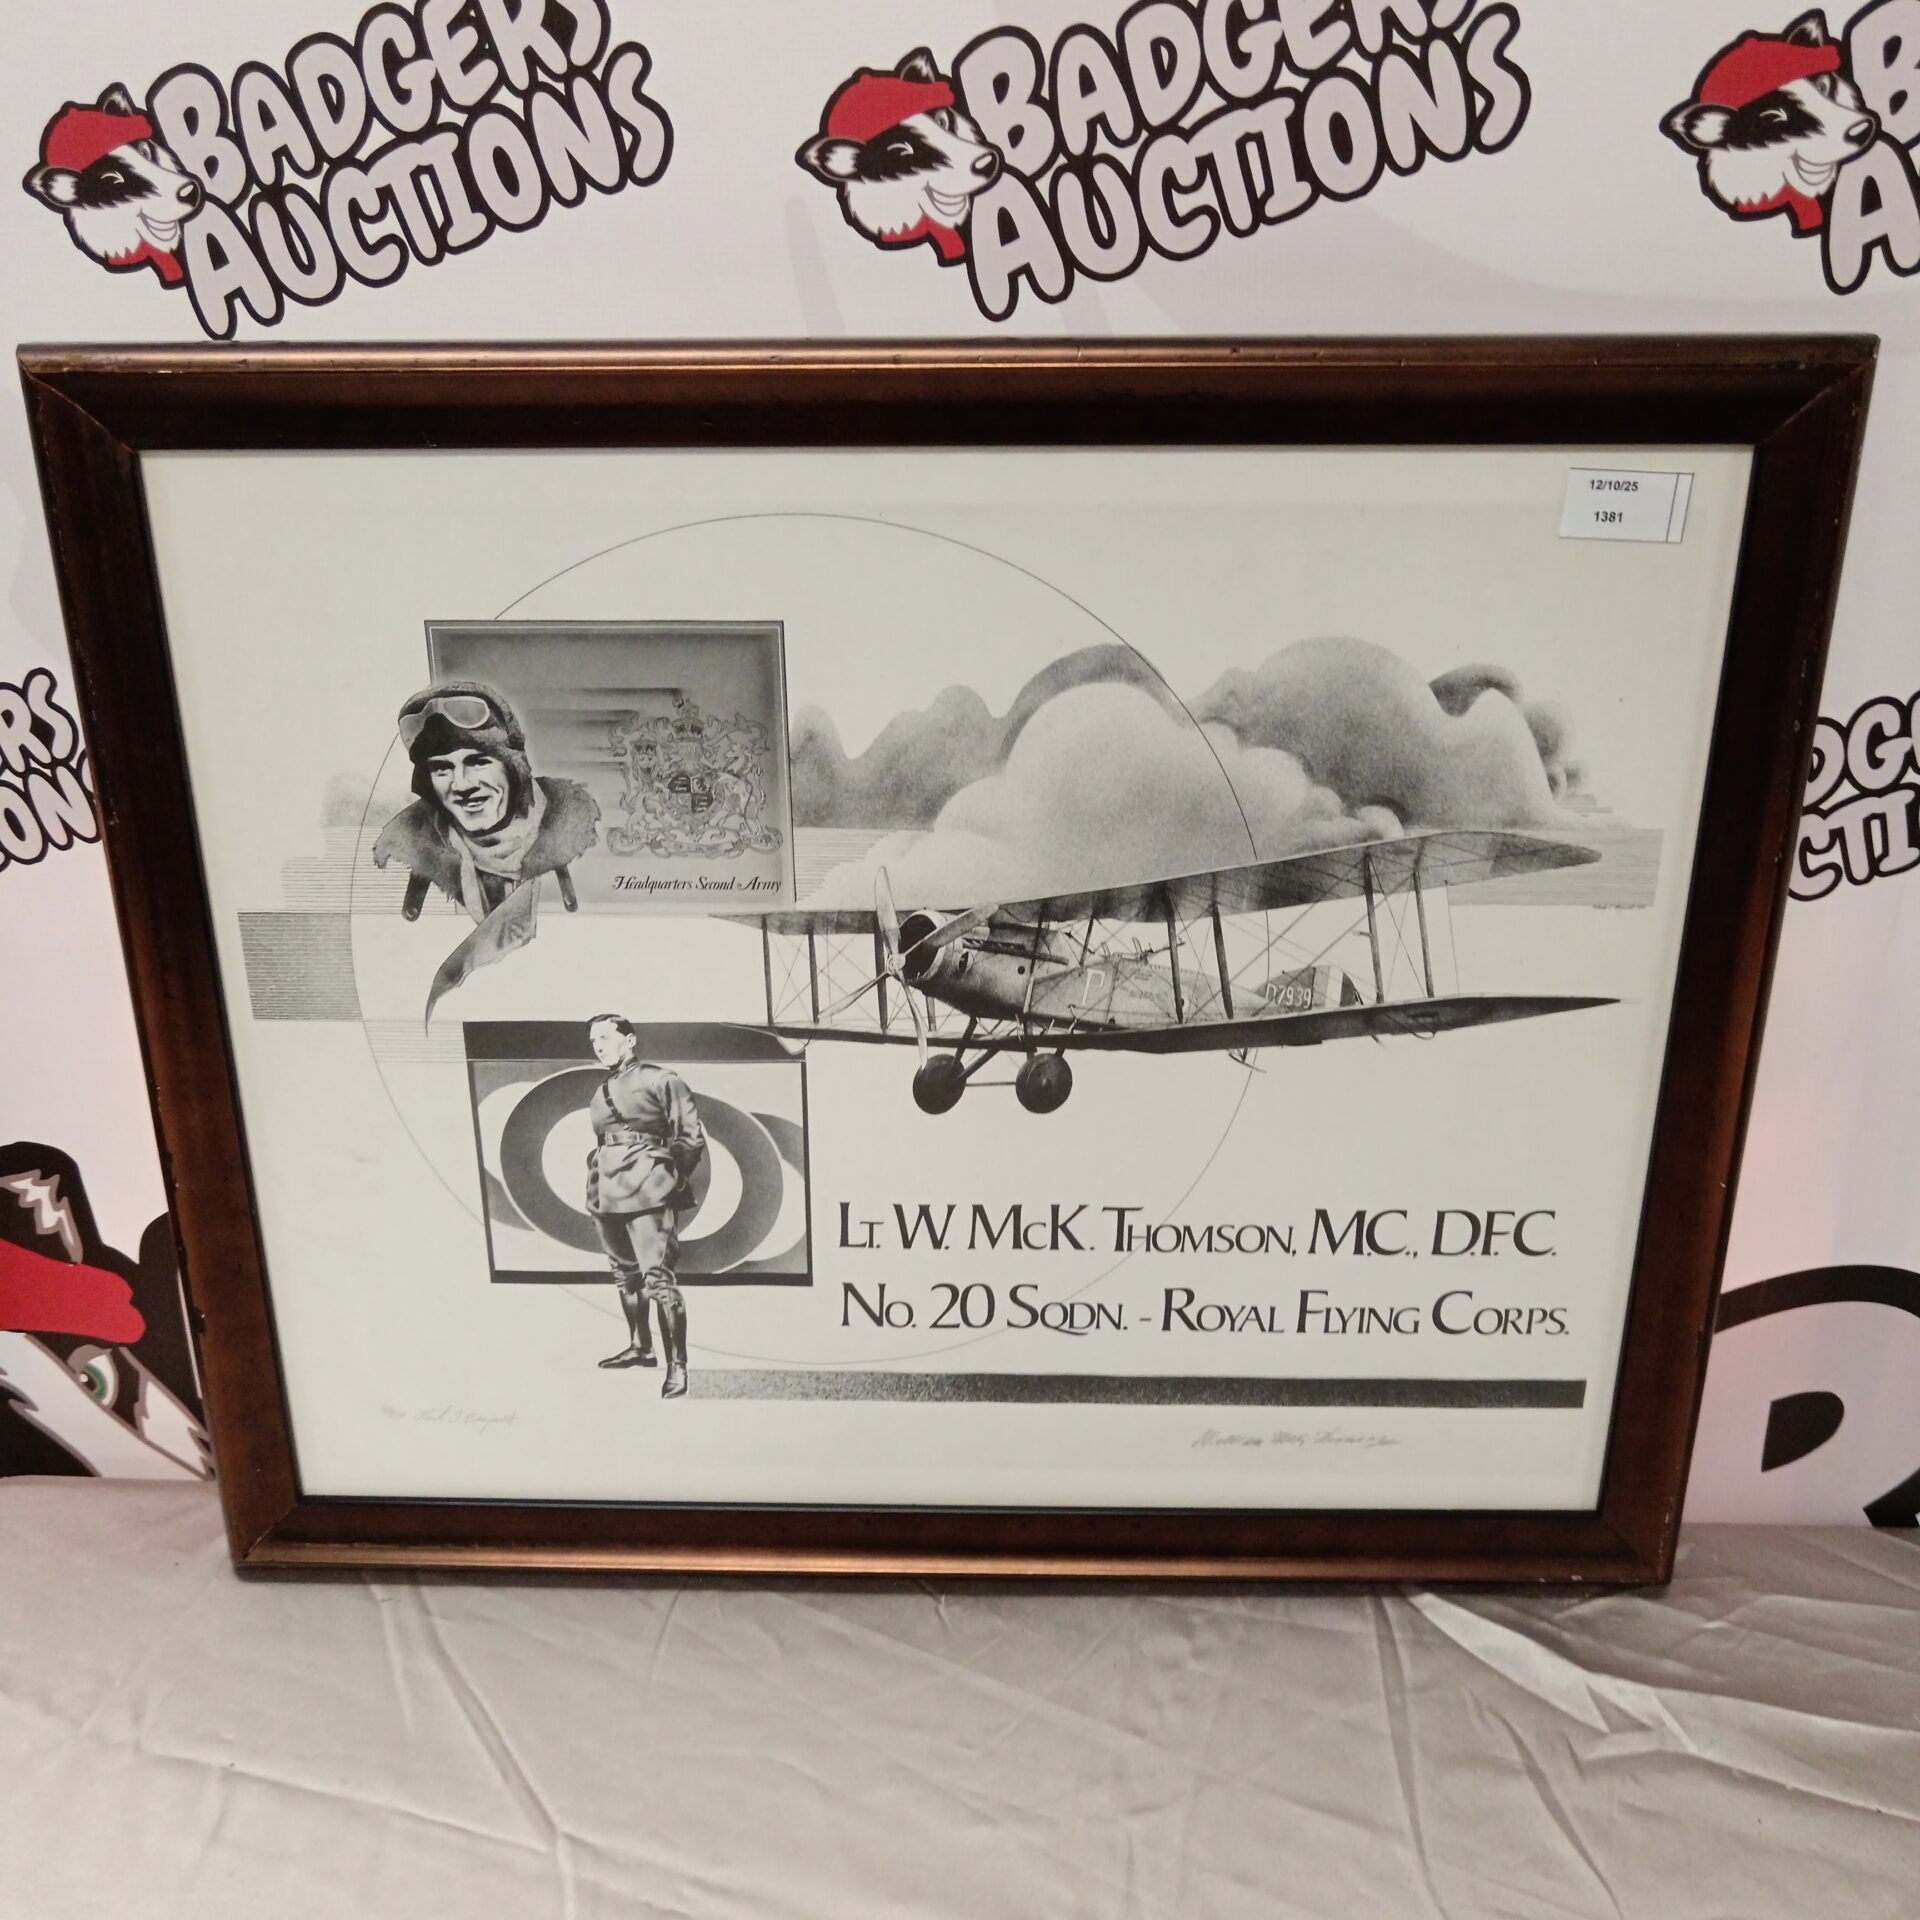 BADGERS
AUCTIONS
BADGERS
AUCTIONS
12/10/25
1381
Headquarters Second Army
P
D7939
LT. W. MCK. THOMSON, M.C., D.F.C.
NO. 20 SQDN. - ROYAL FLYING CORPS.